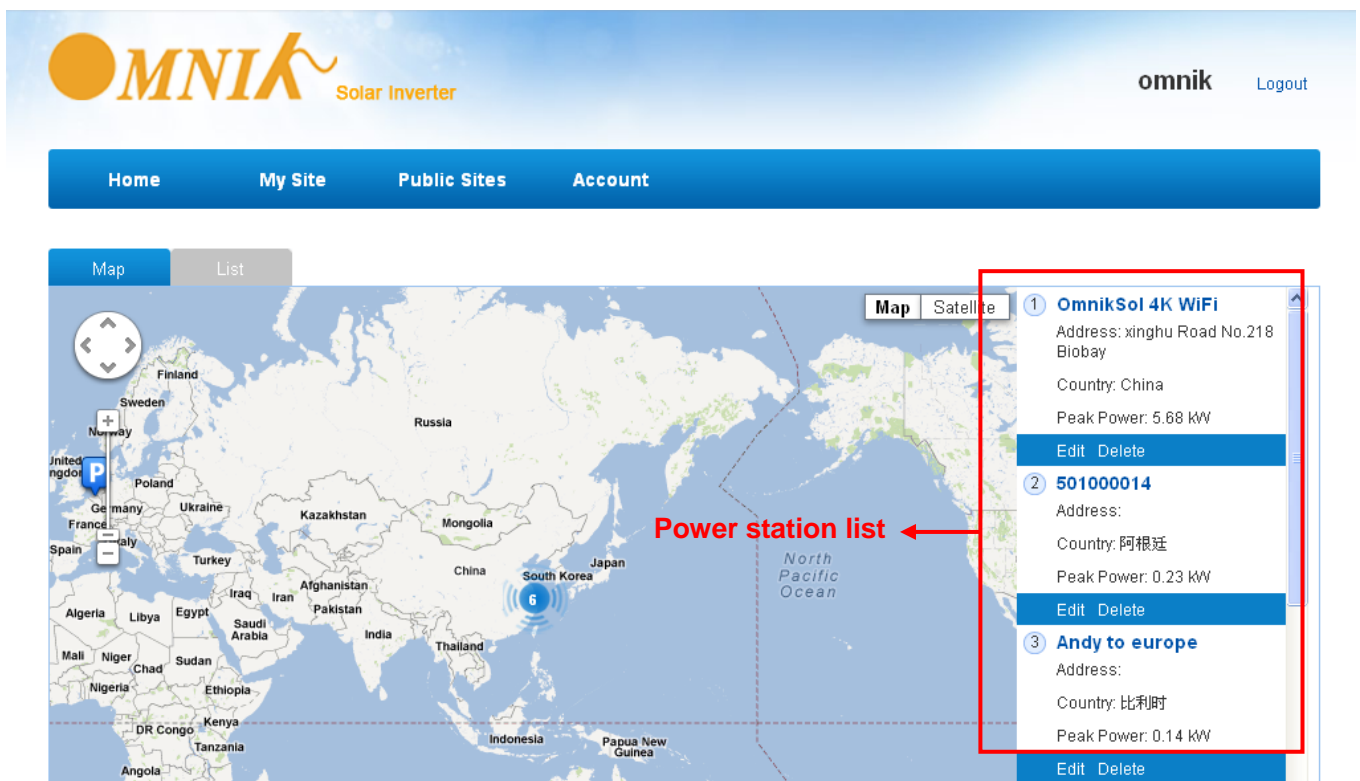 OMNIK Solar Inverter
omnik Logout
Home My Site Public Sites Account
Map List
Map Satellite
Finland
Sweden
Norway
Russia
P
Poland
Germany
Ukraine
France
Kazakhstan
Mongolia
Spain
Turkey
China
South Korea
Japan
Iraq
Iran
Afghanistan
Pakistan
6
Algeria
Libya
Egypt
Saudi
Arabia
India
Thailand
Mali
Niger
Chad
Sudan
Nigeria
Ethiopia
DR Congo
Kenya
Tanzania
Indonesia
Papua New
Guinea
Angola
North
Pacific
Ocean
Power station list
1 OmnikSol 4K WiFi
Address: xinghu Road No.218
Biobay
Country: China
Peak Power: 5.68 kW
Edit Delete
2 501000014
Address:
Country: 阿根廷
Peak Power: 0.23 kW
Edit Delete
3 Andy to europe
Address:
Country: 比利时
Peak Power: 0.14 kW
Edit Delete